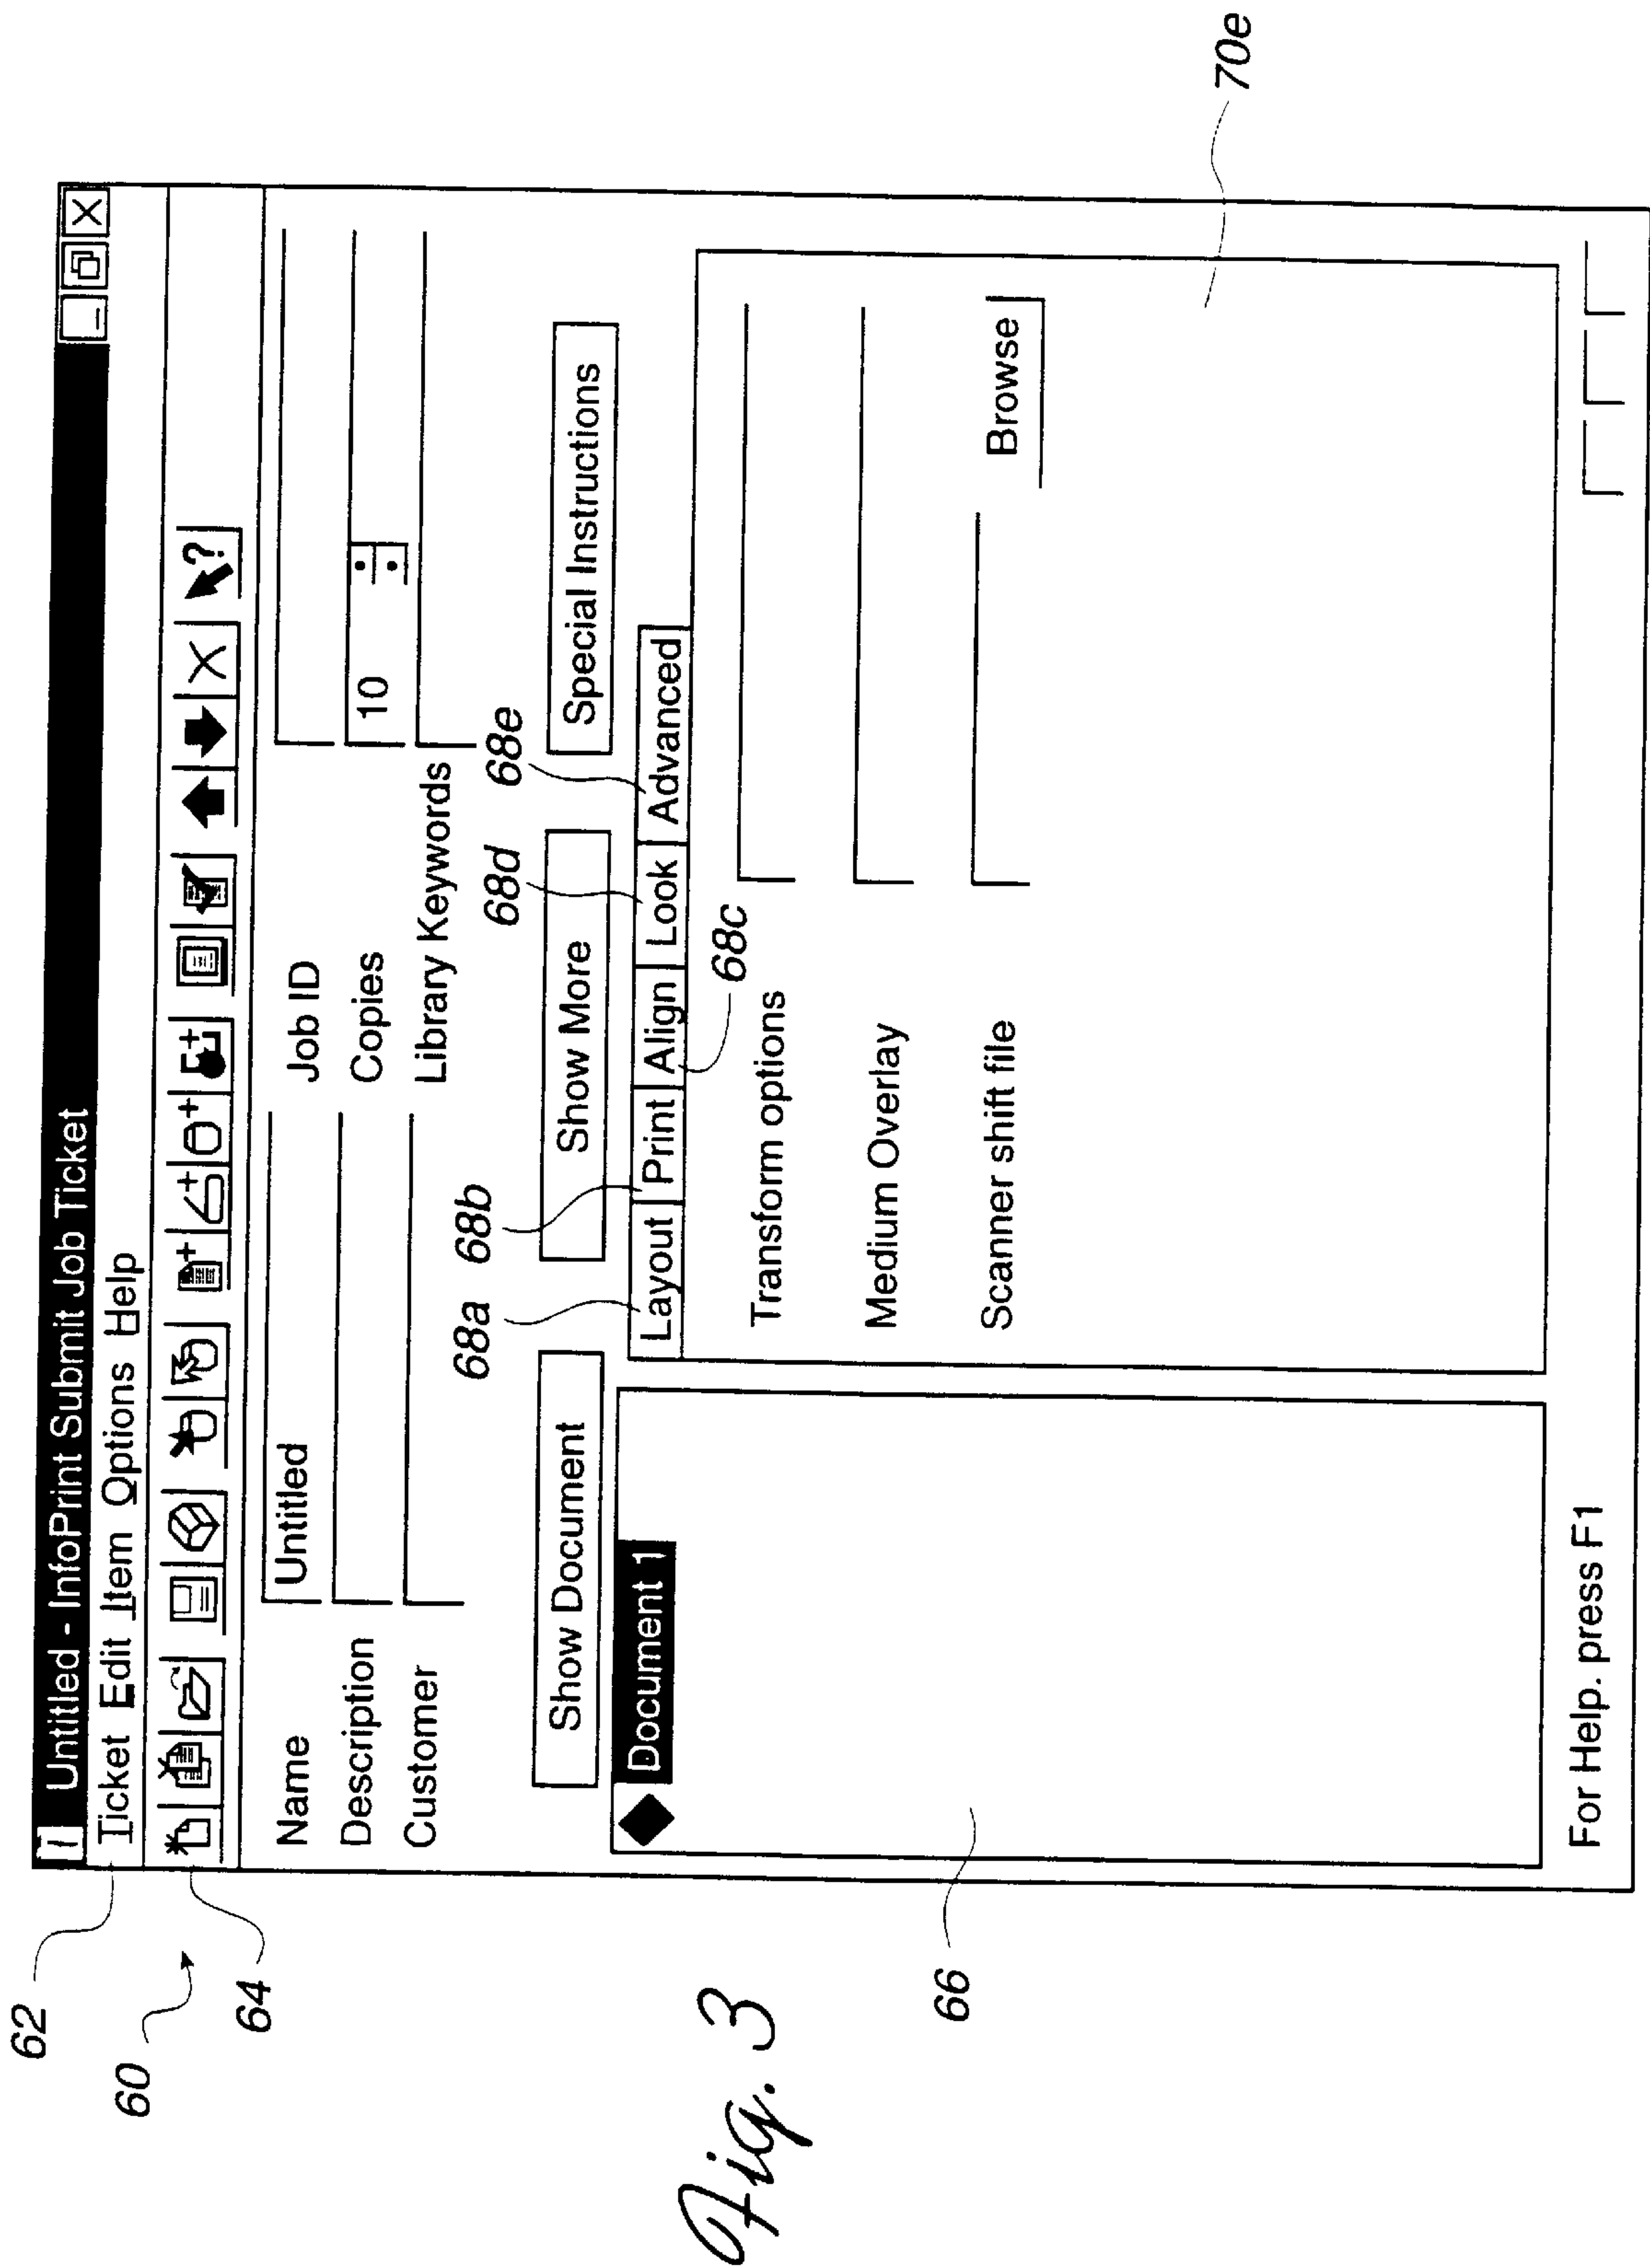 62
60
64
Untitled - InfoPrint Submit Job Ticket
Ticket Edit Item Options Help
Name Untitled Job ID
Description Copies 10
Customer Library Keywords
Show Document Show More Special Instructions
68a 68b 68d 68e
Document 1
Layout Print Align Look Advanced
68c
Transform options
Medium Overlay
Scanner shift file Browse
66
70e
For Help. press F1
Fig. 3